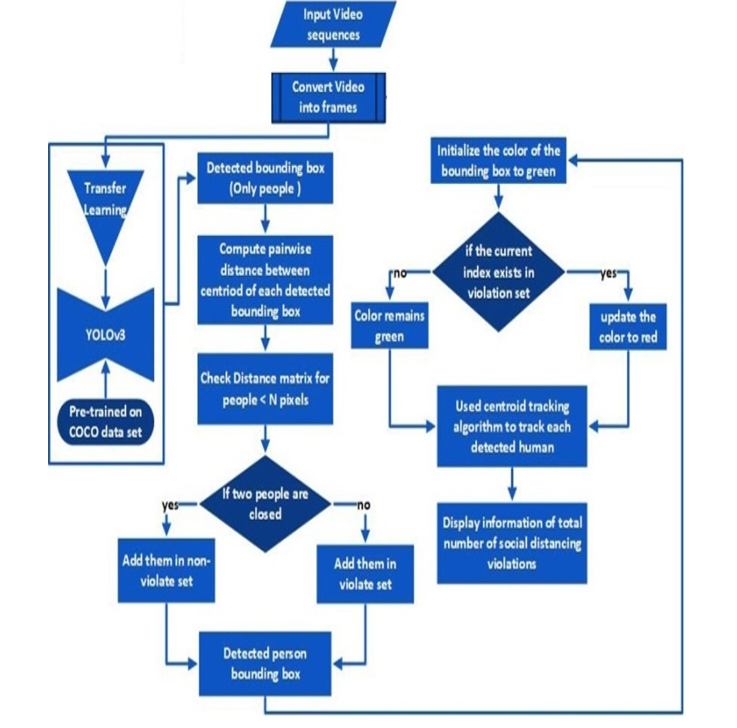 Input Video
sequences
Convert Video
into frames
Transfer
Learning
YOLOv3
Pre-trained on
COCO data set
Detected bounding box
(Only people )
Compute pairwise
distance between
centriod of each detected
bounding box
Check Distance matrix for
people < N pixels
If two people are
closed
yes
no
Add them in non-
violate set
Add them in
violate set
Detected person
bounding box
Initialize the color of the
bounding box to green
if the current
index exists in
violation set
no
yes
Color remains
green
update the
color to red
Used centroid tracking
algorithm to track each
detected human
Display information of total
number of social distancing
violations